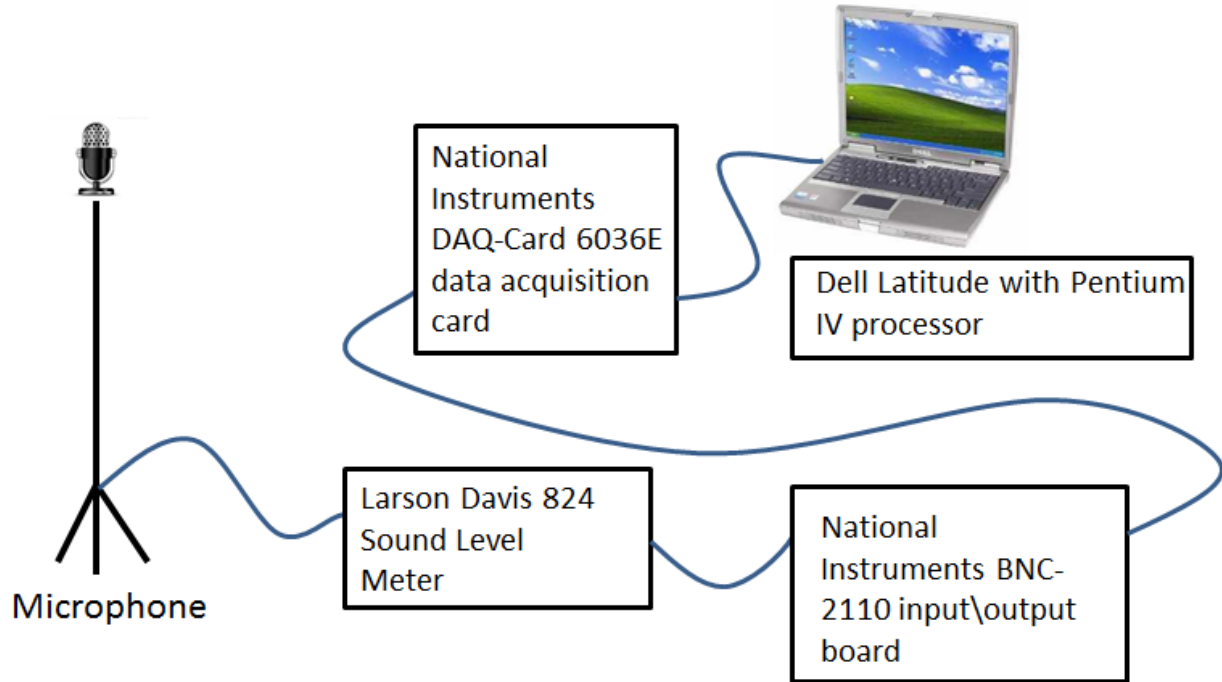 National
Instruments
DAQ-Card 6036E
data acquisition
card
DELL
Dell Latitude with Pentium
IV processor
Larson Davis 824
Sound Level
Meter
National
Instruments BNC-
2110 input\output
board
Microphone